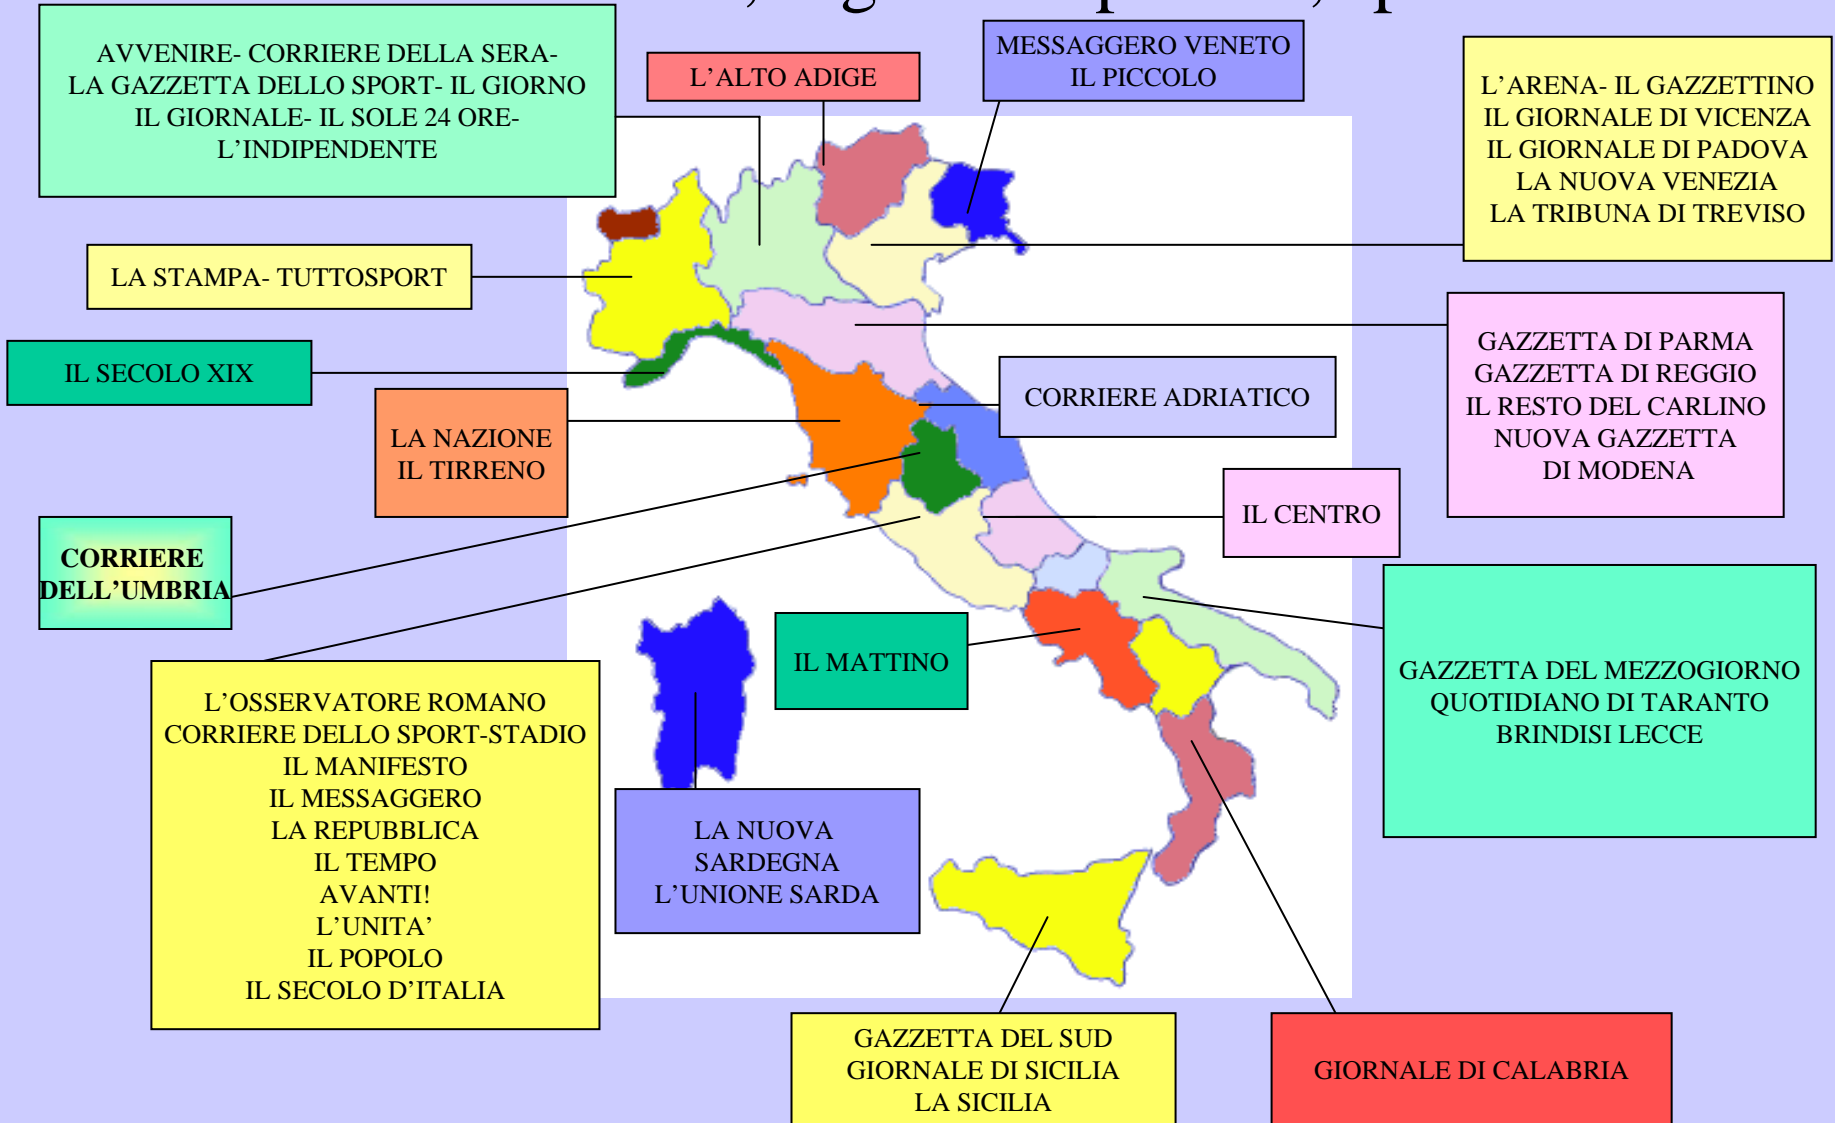 AVVENIRE- CORRIERE DELLA SERA-
LA GAZZETTA DELLO SPORT- IL GIORNO
IL GIORNALE- IL SOLE 24 ORE-
L’INDIPENDENTE
L’ALTO ADIGE
MESSAGGERO VENETO
IL PICCOLO
L’ARENA- IL GAZZETTINO
IL GIORNALE DI VICENZA
IL GIORNALE DI PADOVA
LA NUOVA VENEZIA
LA TRIBUNA DI TREVISO
LA STAMPA- TUTTOSPORT
GAZZETTA DI PARMA
GAZZETTA DI REGGIO
IL RESTO DEL CARLINO
NUOVA GAZZETTA
DI MODENA
IL SECOLO XIX
CORRIERE ADRIATICO
LA NAZIONE
IL TIRRENO
IL CENTRO
CORRIERE
DELL’UMBRIA
IL MATTINO
GAZZETTA DEL MEZZOGIORNO
QUOTIDIANO DI TARANTO
BRINDISI LECCE
L’OSSERVATORE ROMANO
CORRIERE DELLO SPORT-STADIO
IL MANIFESTO
IL MESSAGGERO
LA REPUBBLICA
IL TEMPO
AVANTI!
L’UNITA’
IL POPOLO
IL SECOLO D’ITALIA
LA NUOVA
SARDEGNA
L’UNIONE SARDA
GAZZETTA DEL SUD
GIORNALE DI SICILIA
LA SICILIA
GIORNALE DI CALABRIA